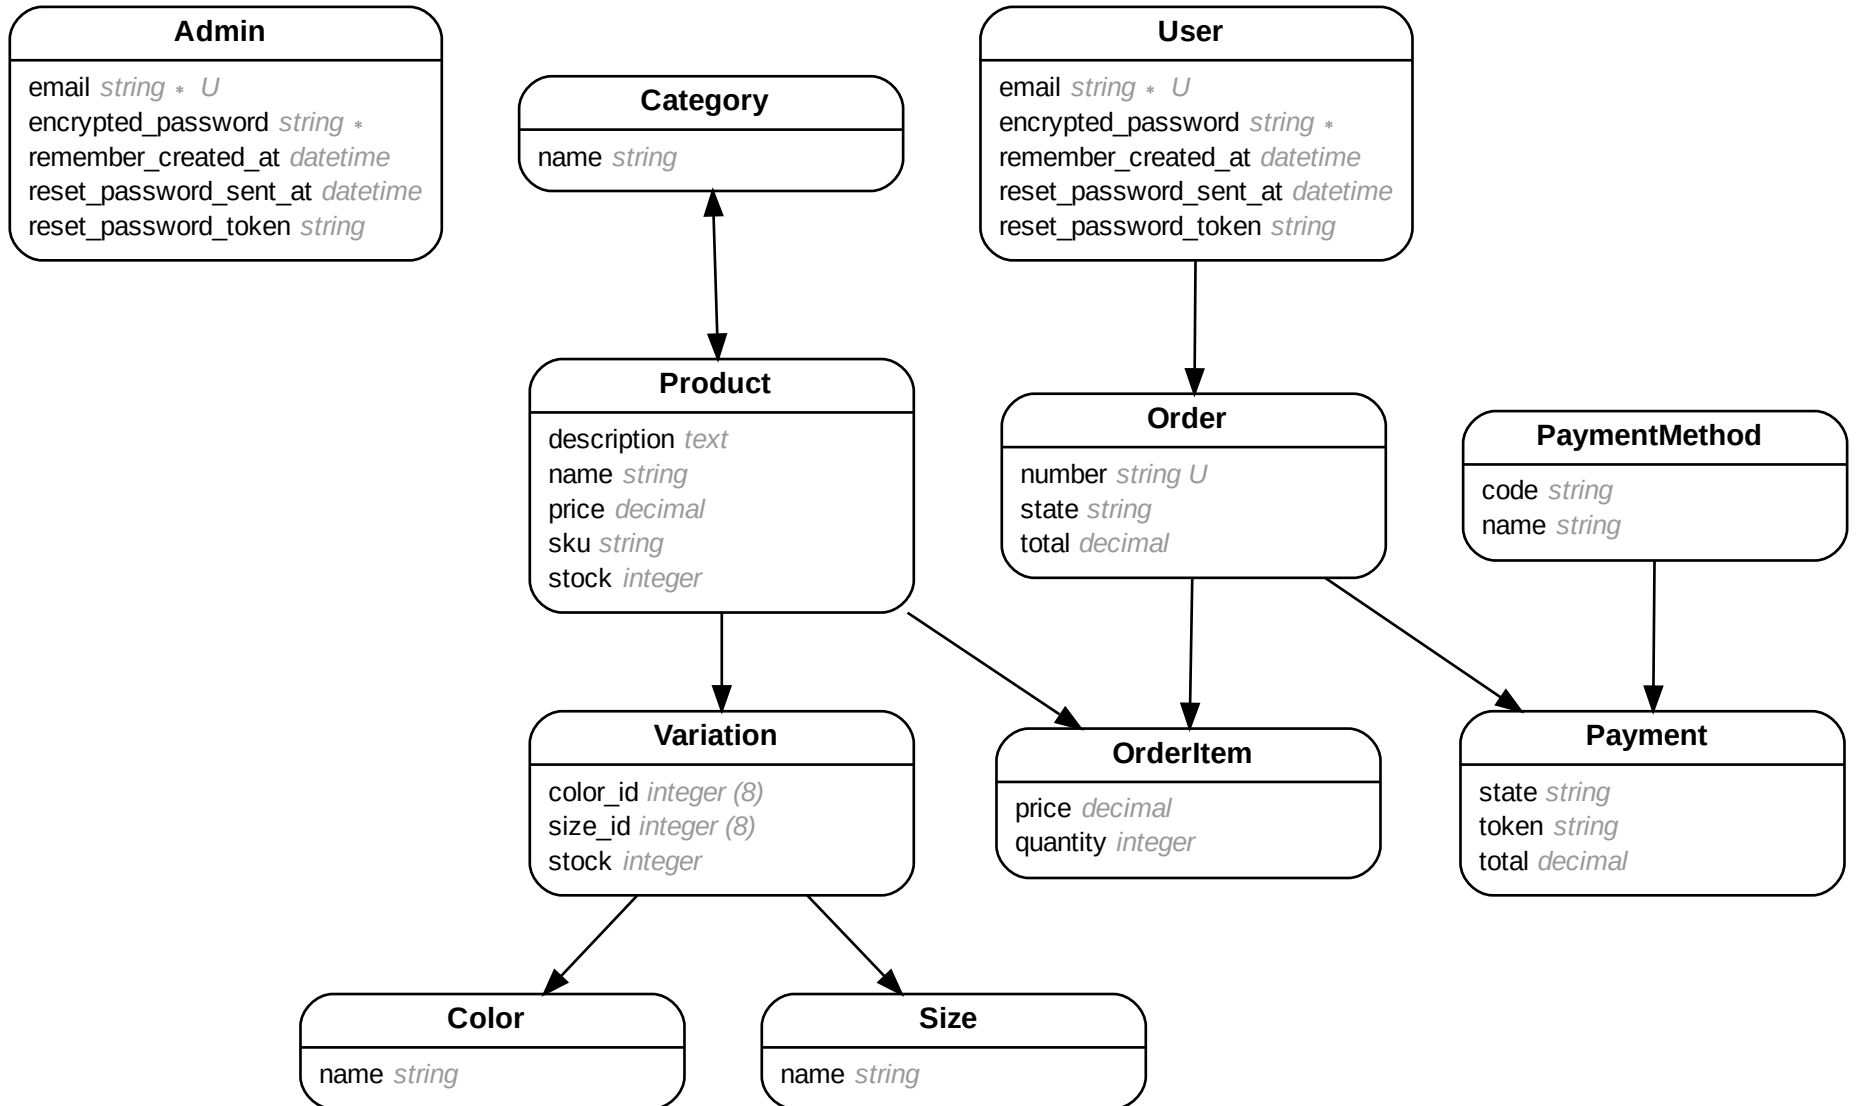 Admin
email string * U
encrypted_password string *
remember_created_at datetime
reset_password_sent_at datetime
reset_password_token string
Category
name string
User
email string * U
encrypted_password string *
remember_created_at datetime
reset_password_sent_at datetime
reset_password_token string
Product
description text
name string
price decimal
sku string
stock integer
Order
number string U
state string
total decimal
PaymentMethod
code string
name string
Variation
color_id integer (8)
size_id integer (8)
stock integer
OrderItem
price decimal
quantity integer
Payment
state string
token string
total decimal
Color
name string
Size
name string